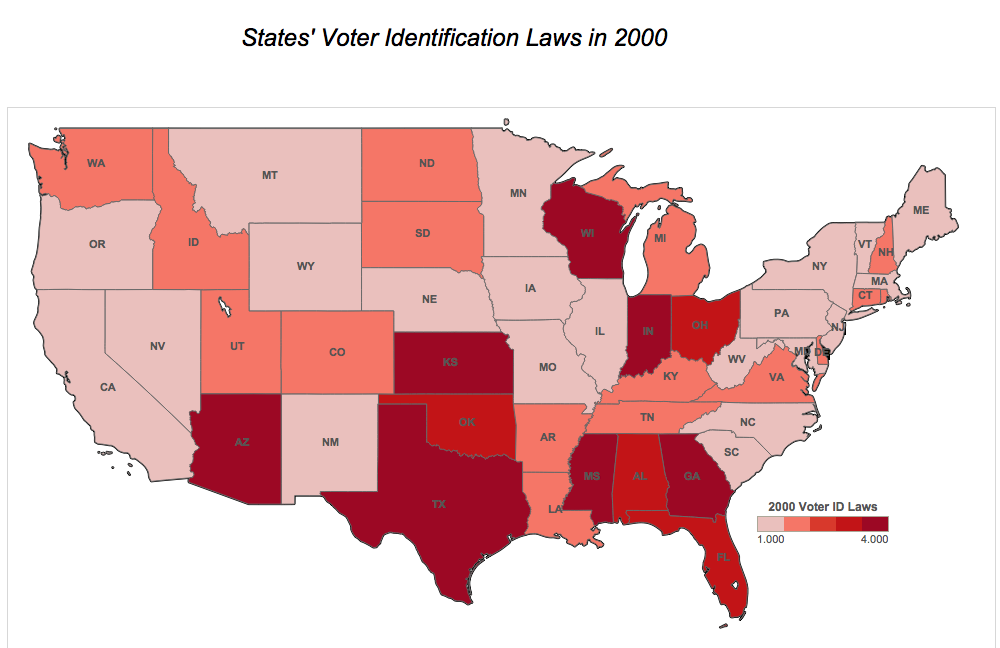 States' Voter Identification Laws in 2000
WA
MT
ND
MN
ME
OR
ID
SD
WI
MI
VT
NH
WY
NY
MA
CT
NE
IA
PA
NV
UT
CO
IL
IN
OH
NJ
KS
MO
WV
MD DE
CA
KY
VA
AZ
NM
OK
AR
TN
NC
SC
TX
LA
MS
AL
GA
FL
2000 Voter ID Laws
1.000 4.000